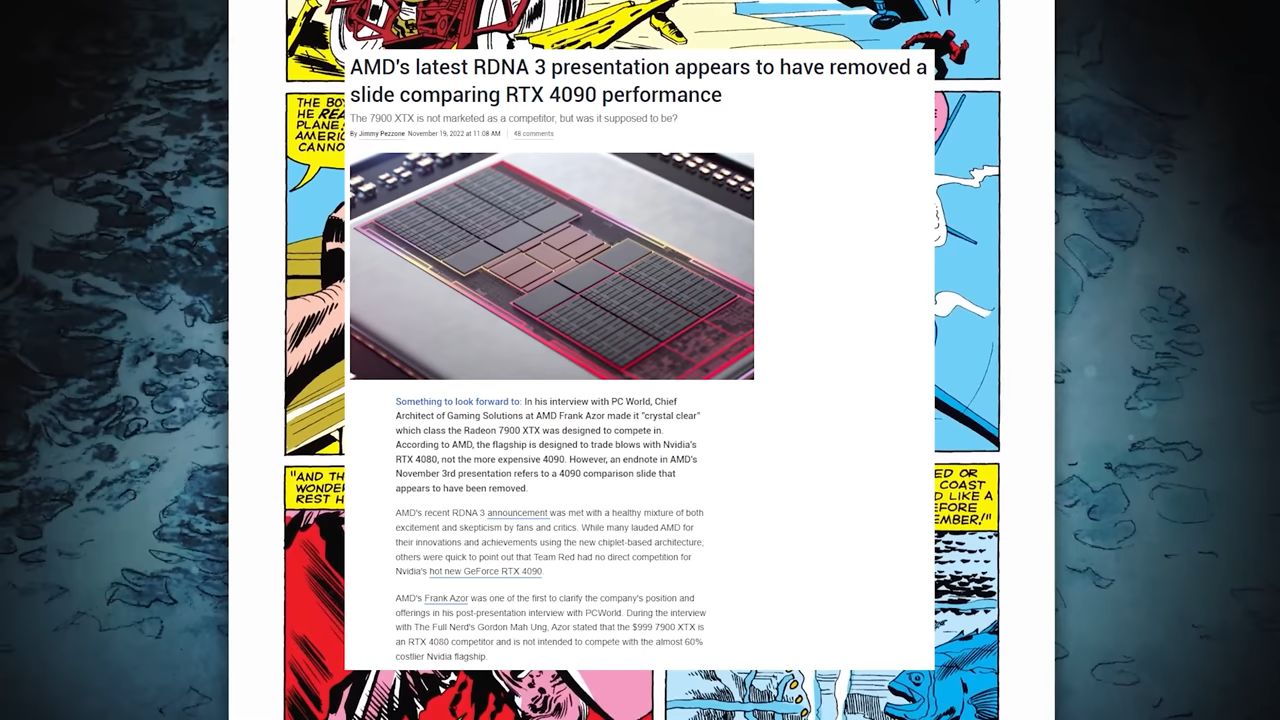 AMD's latest RDNA 3 presentation appears to have removed a
slide comparing RTX 4090 performance
The 7900 XTX is not marketed as a competitor, but was it supposed to be?
By Jimmy Pezzone November 19, 2022 at 11:08 AM 48 comments
THE BO
HE REA
PLANE,
AMERIC
CANNO
Something to look forward to: In his interview with PC World, Chief
Architect of Gaming Solutions at AMD Frank Azor made it "crystal clear"
which class the Radeon 7900 XTX was designed to compete in.
According to AMD, the flagship is designed to trade blows with Nvidia's
RTX 4080, not the more expensive 4090. However, an endnote in AMD's
November 3rd presentation refers to a 4090 comparison slide that
appears to have been removed.
AMD's recent RDNA 3 announcement was met with a healthy mixture of both
excitement and skepticism by fans and critics. While many lauded AMD for
their innovations and achievements using the new chiplet-based architecture,
others were quick to point out that Team Red had no direct competition for
Nvidia's hot new GeForce RTX 4090.
AMD's Frank Azor was one of the first to clarify the company's position and
offerings in his post-presentation interview with PCWorld. During the interview
with The Full Nerd's Gordon Mah Ung, Azor stated that the $999 7900 XTX is
an RTX 4080 competitor and is not intended to compete with the almost 60%
costlier Nvidia flagship.
"AND TH
WONDE
REST H
ED OR
COAST
D LIKE A
EFORE
EMBER!"